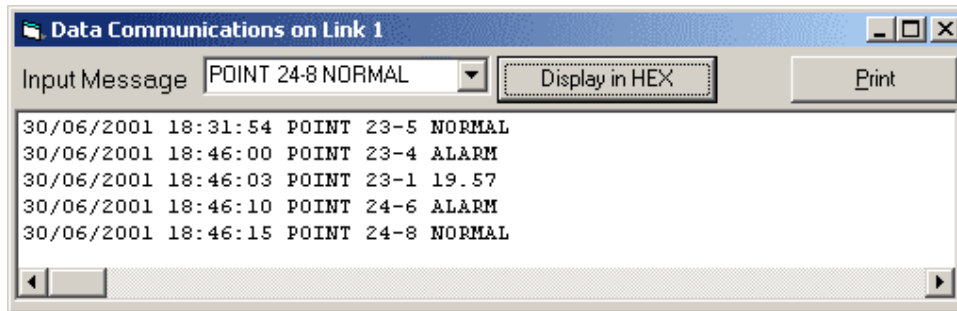 Data Communications on Link 1
Input Message POINT 24-8 NORMAL Display in HEX Print
30/06/2001 18:31:54 POINT 23-5 NORMAL
30/06/2001 18:46:00 POINT 23-4 ALARM
30/06/2001 18:46:03 POINT 23-1 19.57
30/06/2001 18:46:10 POINT 24-6 ALARM
30/06/2001 18:46:15 POINT 24-8 NORMAL